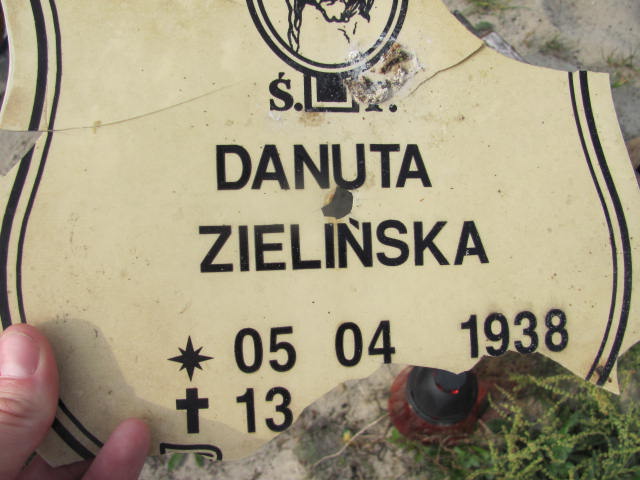 Ś. P.
DANUTA
ZIELIŃSKA
05 04 1938
13